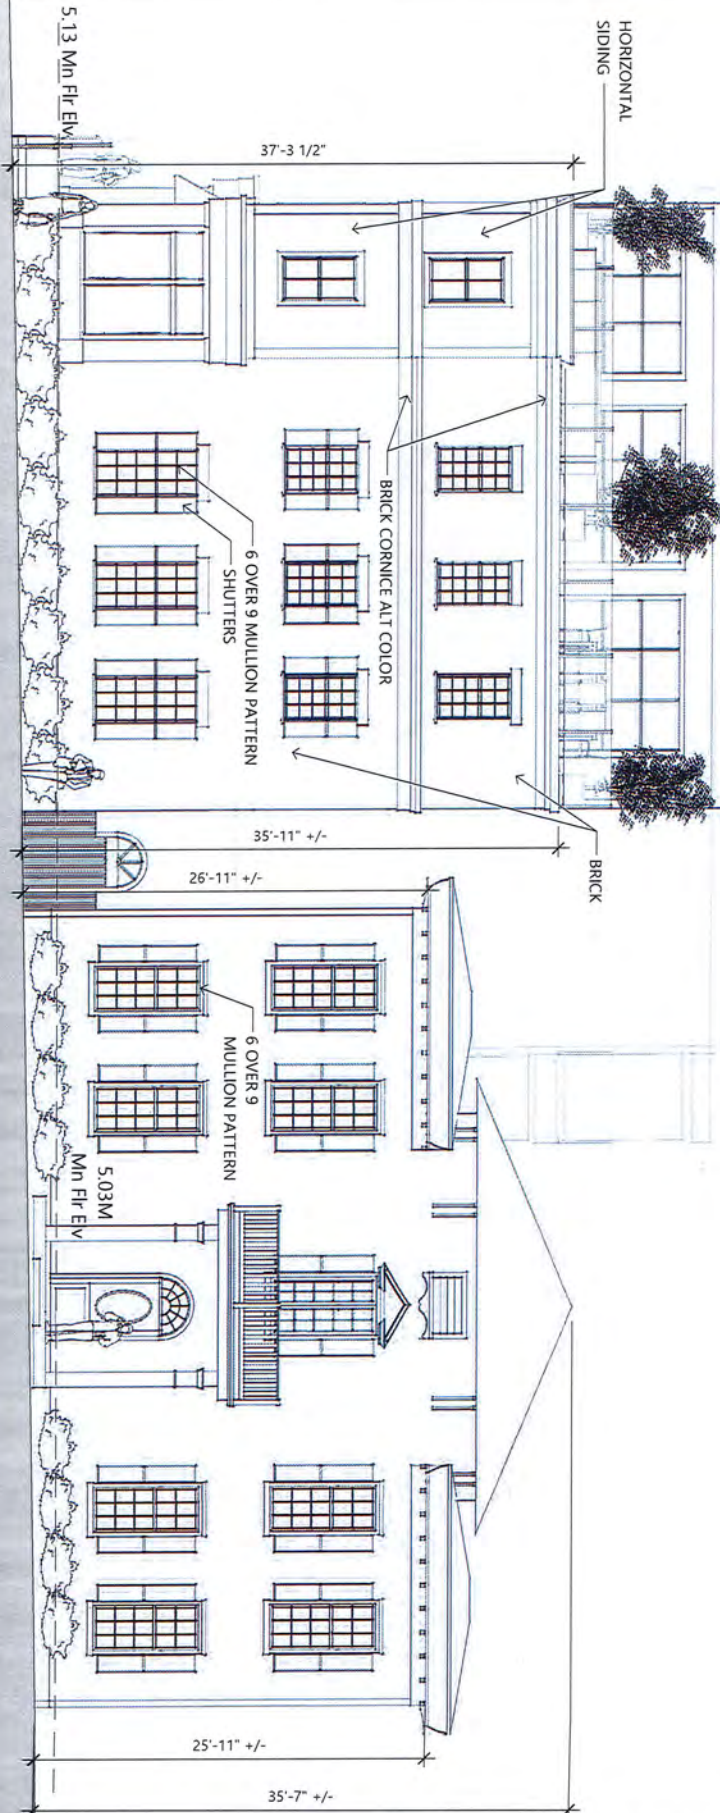 HORIZONTAL
SIDING
37'-3 1/2"
5.13 Mn Flr Elv
BRICK CORNICE ALT COLOR
6 OVER 9 MULLION PATTERN
SHUTTERS
BRICK
35'-11" +/-
26'-11" +/-
6 OVER 9
MULLION PATTERN
5.03M
Mn Flr Elv
25'-11" +/-
35'-7" +/-